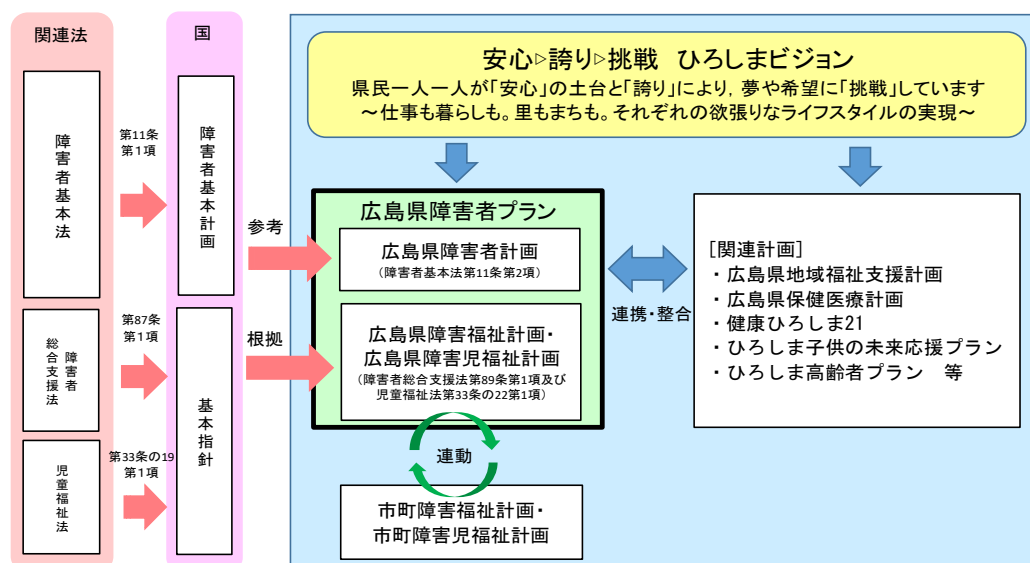 関連法
障害者基本法
障害者
総合支援法
児童福祉法
第11条
第1項
第87条
第1項
第33条の19
第1項
国
障害者基本計画
基本指針
参考
根拠
安心▷誇り▷挑戦 ひろしまビジョン
県民一人一人が「安心」の土台と「誇り」により，夢や希望に「挑戦」しています
～仕事も暮らしも。里もまちも。それぞれの欲張りなライフスタイルの実現～
広島県障害者プラン
広島県障害者計画
（障害者基本法第11条第2項）
広島県障害福祉計画・
広島県障害児福祉計画
（障害者総合支援法第89条第1項及び
児童福祉法第33条の22第1項）
連動
市町障害福祉計画・
市町障害児福祉計画
連携・整合
［関連計画］
・広島県地域福祉支援計画
・広島県保健医療計画
・健康ひろしま21
・ひろしま子供の未来応援プラン
・ひろしま高齢者プラン 等